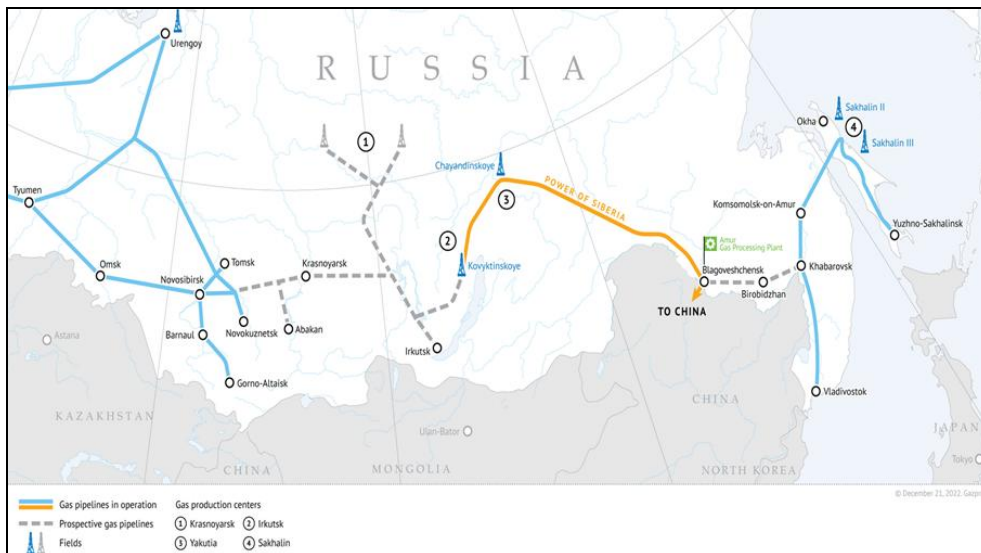 Urengoy
RUSSIA
1
Okha
Sakhalin II
4
Sakhalin III
Chayandinskoye
3
POWER OF SIBERIA
Tyumen
Komsomolsk-on-Amur
Yuzhno-Sakhalinsk
2
Kovyktinskoye
Amur
Gas Processing Plant
Omsk
Tomsk
Krasnoyarsk
Novosibirsk
Blagoveshchensk
Khabarovsk
Birobidzhan
TO CHINA
Astana
Barnaul
Novokuznetsk
Abakan
Irkutsk
Gorno-Altaisk
Vladivostok
KAZAKHSTAN
CHINA
Ulan-Bator
JAPAN
CHINA
MONGOLIA
NORTH KOREA
Tokyo
© December 21, 2022. Gazpr
Gas pipelines in operation
Gas production centers
Prospective gas pipelines
1 Krasnoyarsk 2 Irkutsk
Fields
3 Yakutia 4 Sakhalin